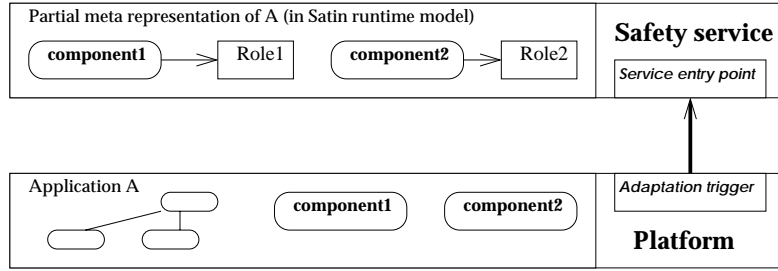 Partial meta representation of A (in Satin runtime model)
component1
Role1
component2
Role2
Safety service
Service entry point
Application A
component1
component2
Adaptation trigger
Platform